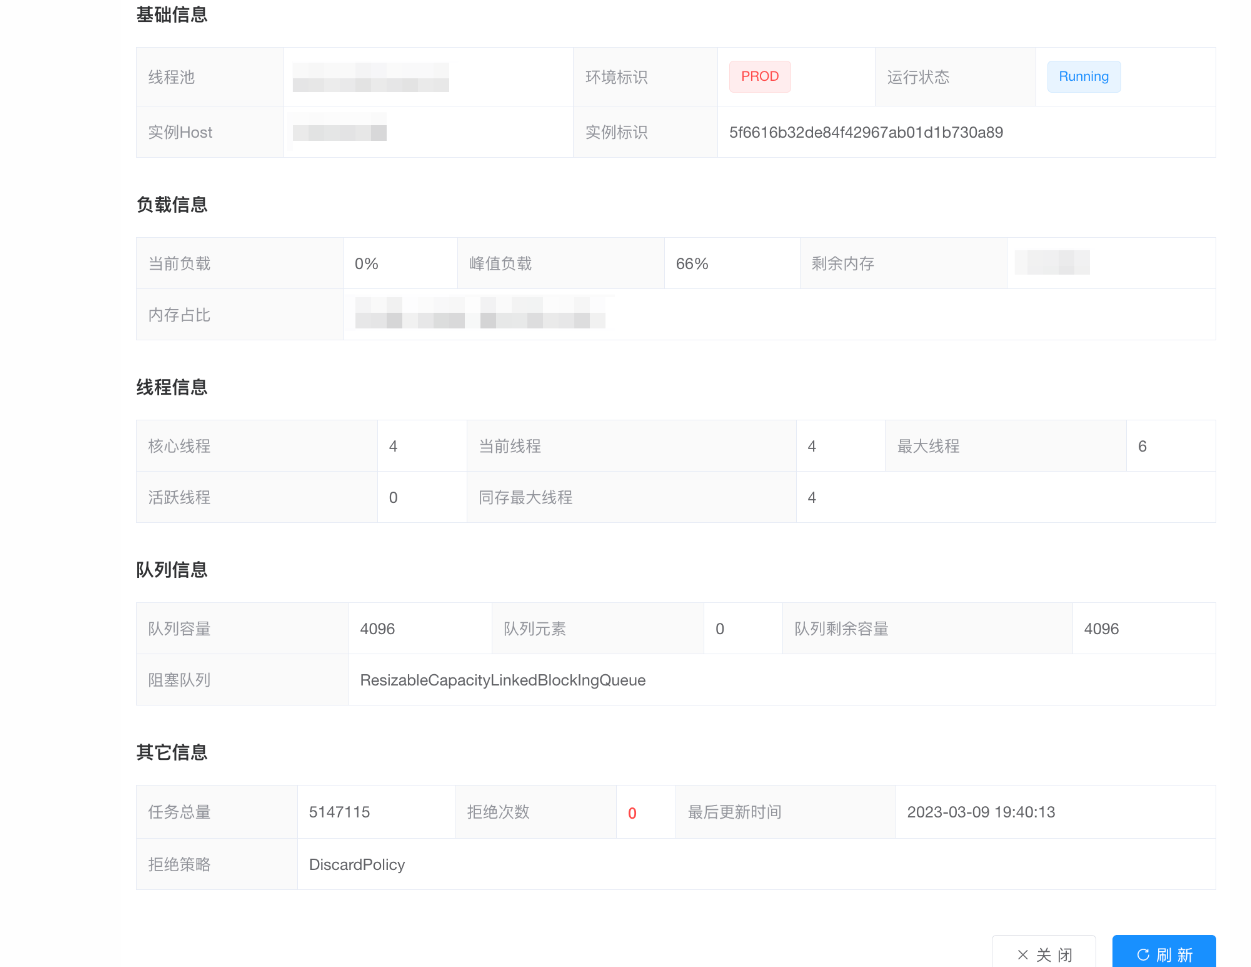 基础信息
线程池 环境标识 PROD 运行状态 Running
实例Host 实例标识 5f6616b32de84f42967ab01d1b730a89
负载信息
当前负载 0% 峰值负载 66% 剩余内存
内存占比
线程信息
核心线程 4 当前线程 4 最大线程 6
活跃线程 0 同存最大线程 4
队列信息
队列容量 4096 队列元素 0 队列剩余容量 4096
阻塞队列 ResizableCapacityLinkedBlockIngQueue
其它信息
任务总量 5147115 拒绝次数 0 最后更新时间 2023-03-09 19:40:13
拒绝策略 DiscardPolicy
关 闭 刷 新